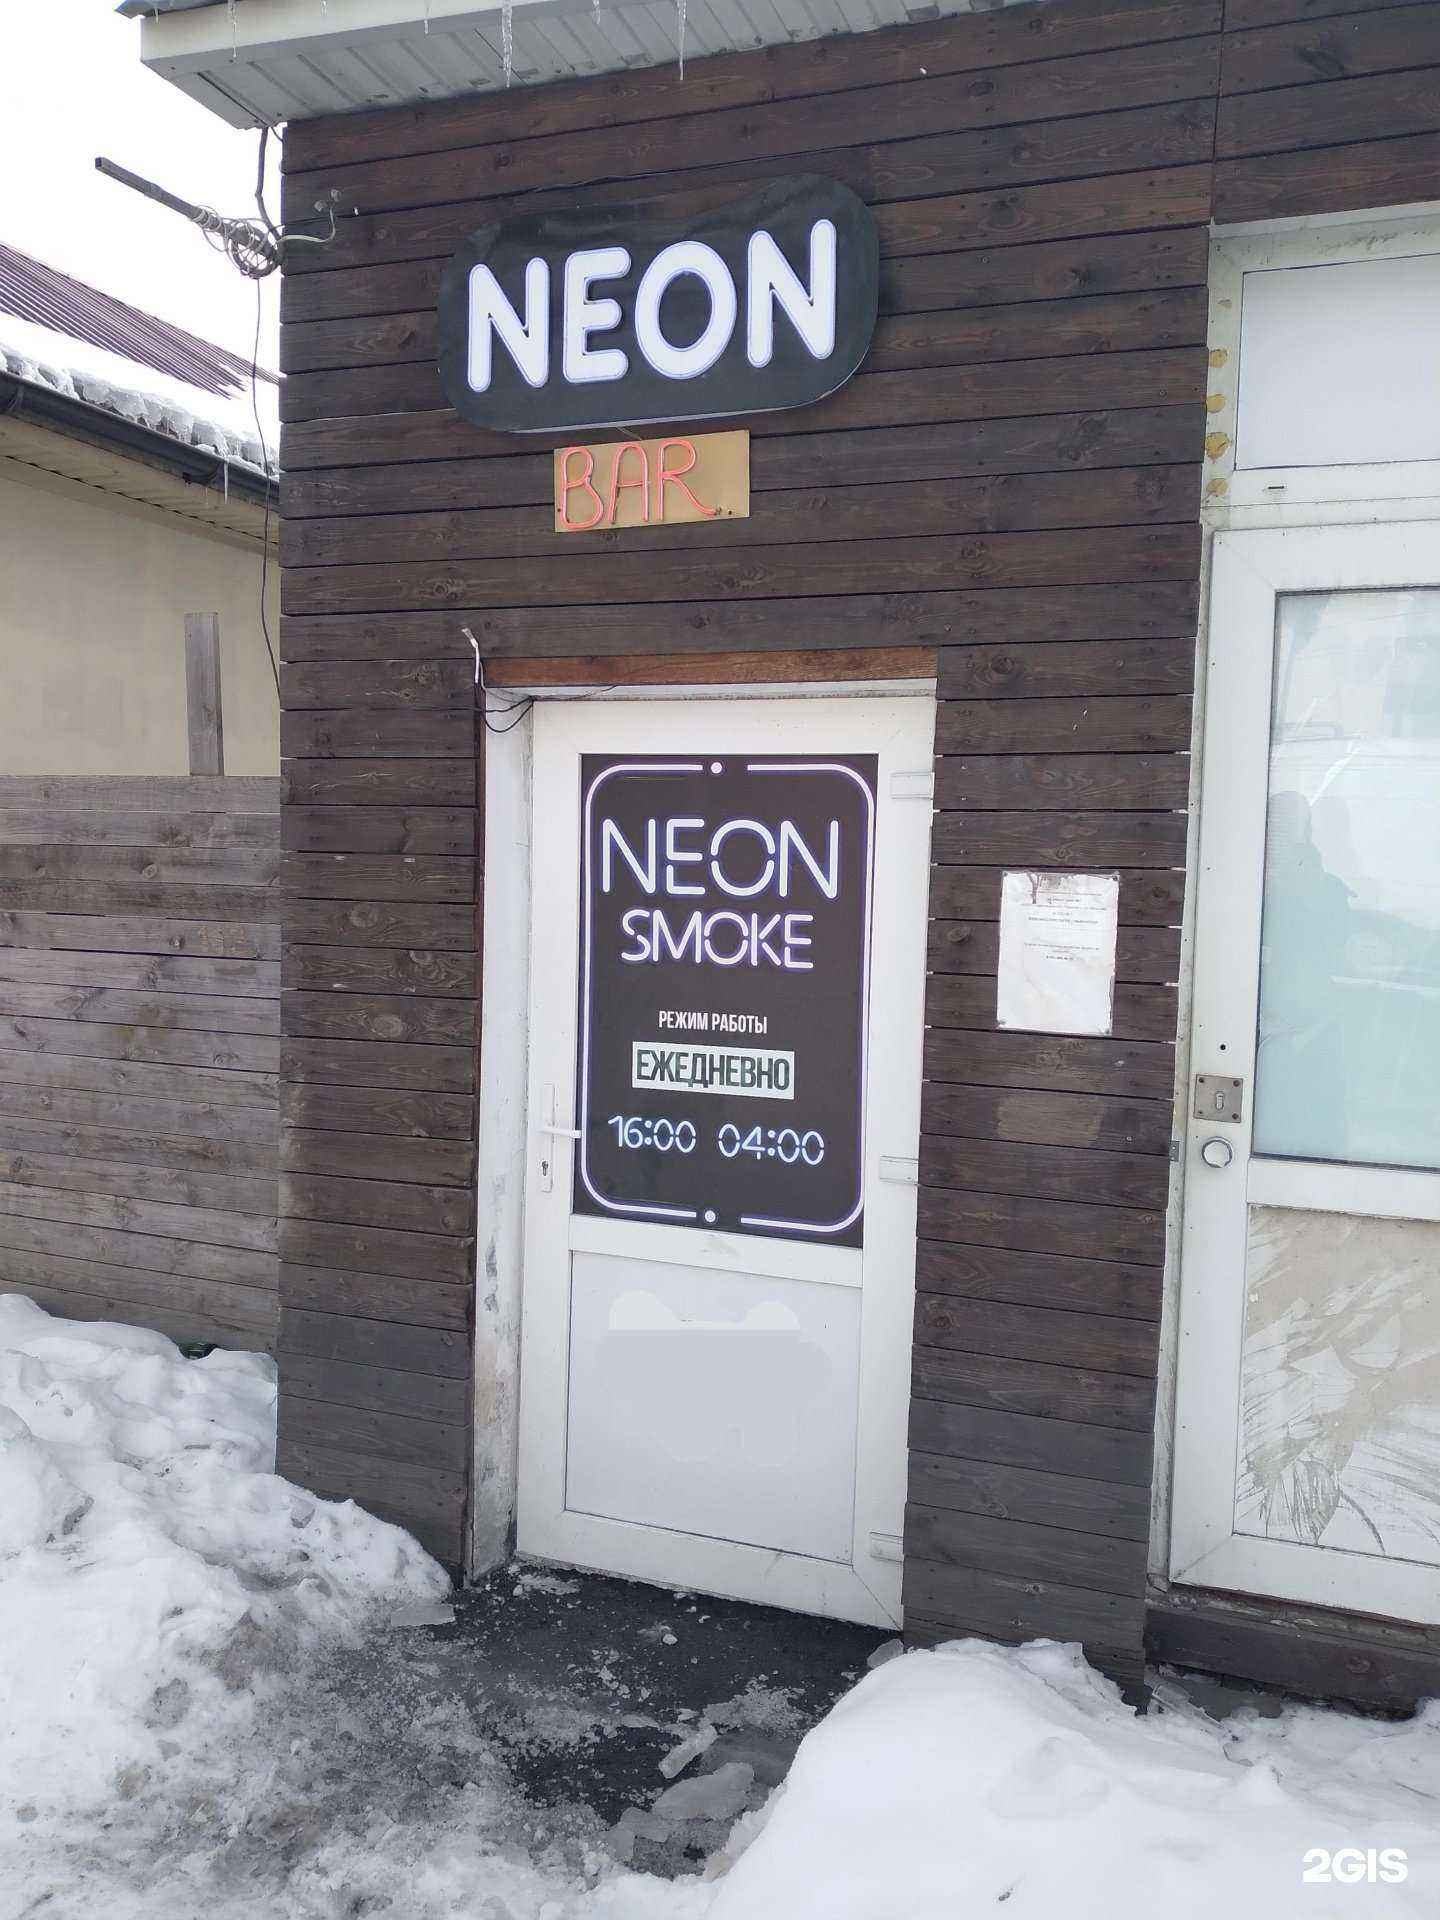 NEON
BAR
NEON
SMOKE
РЕЖИМ РАБОТЫ
ЕЖЕДНЕВНО
16:00 04:00
2GIS